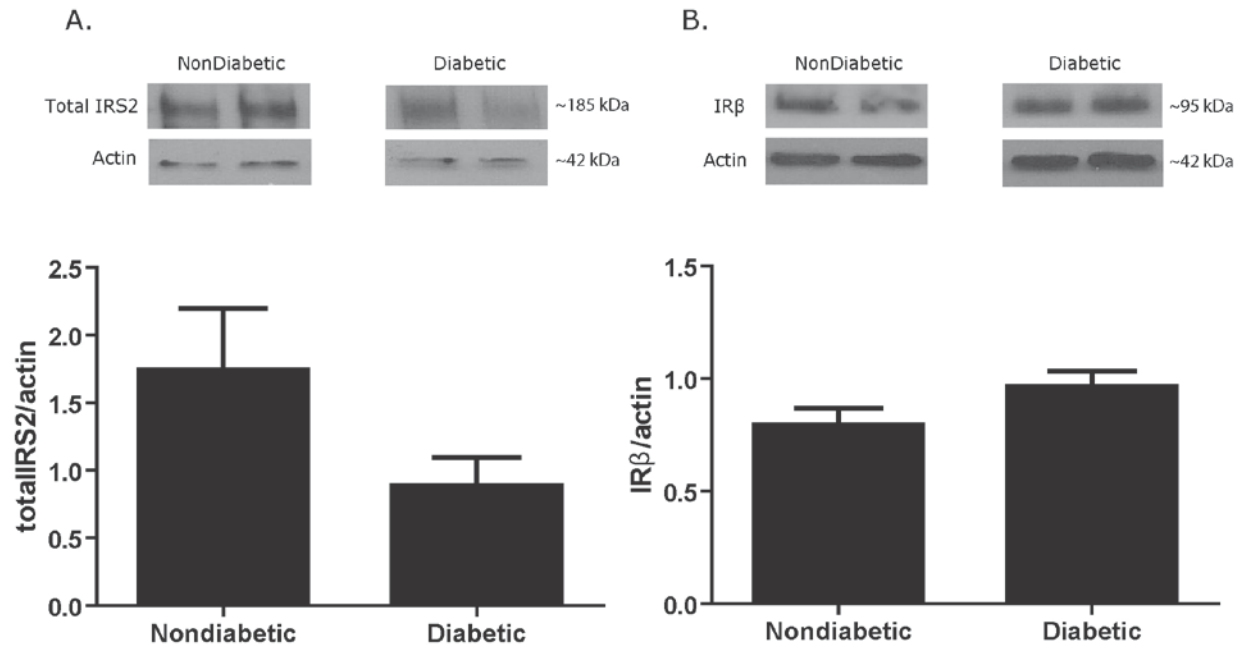 A.
NonDiabetic Diabetic
Total IRS2 ~185 kDa
Actin ~42 kDa
2.5
2.0
1.5
1.0
0.5
0.0
totalIRS2/actin
Nondiabetic Diabetic
B.
NonDiabetic Diabetic
IRβ ~95 kDa
Actin ~42 kDa
1.5
1.0
0.5
0.0
IRβ/actin
Nondiabetic Diabetic